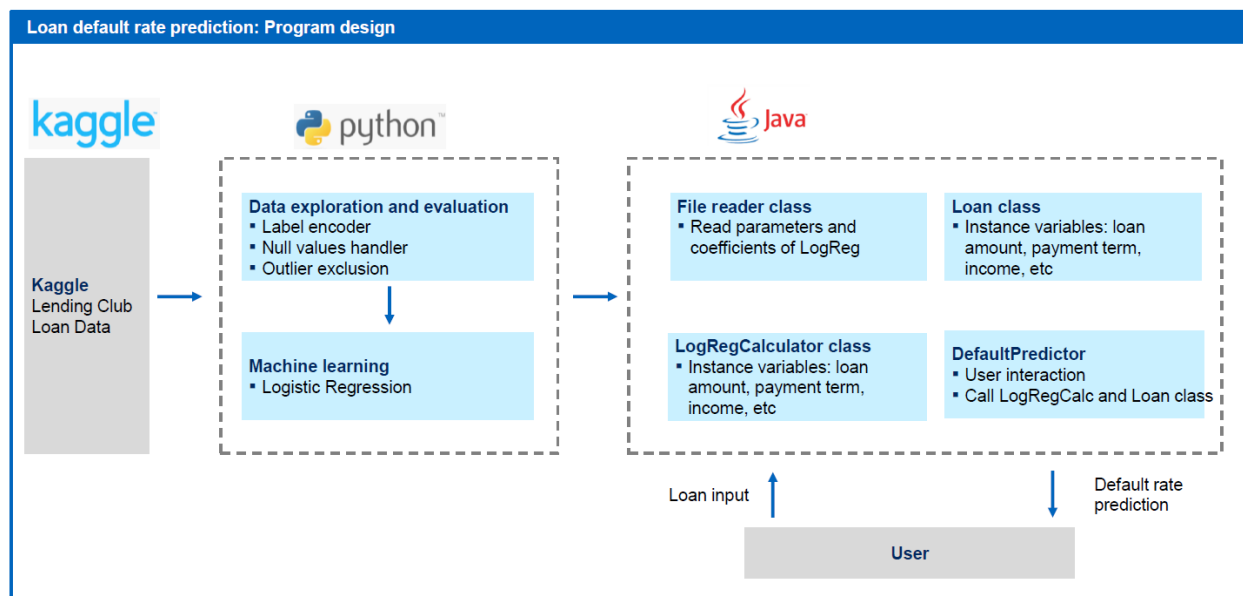 Loan default rate prediction: Program design
kaggle
Kaggle
Lending Club
Loan Data
python™
Data exploration and evaluation
▪ Label encoder
▪ Null values handler
▪ Outlier exclusion
Machine learning
▪ Logistic Regression
Java
File reader class
▪ Read parameters and
coefficients of LogReg
Loan class
▪ Instance variables: loan
amount, payment term,
income, etc
LogRegCalculator class
▪ Instance variables: loan
amount, payment term,
income, etc
DefaultPredictor
▪ User interaction
▪ Call LogRegCalc and Loan class
Loan input
Default rate
prediction
User